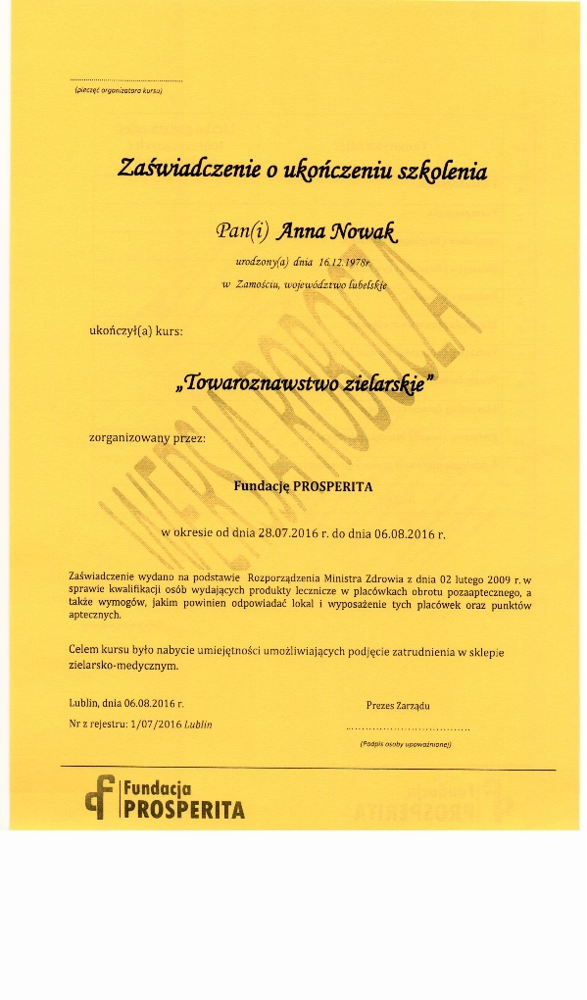 (pieczęć organizatora kursu)
Zaświadczenie o ukończeniu szkolenia
Pan(i) Anna Nowak
urodzony(a) dnia 16.12.1978r.
w Zamościu, województwo lubelskie
ukończył(a) kurs:
„Towaroznawstwo zielarskie”
zorganizowany przez:
WERSJA ROBOCZA
Fundację PROSPERITA
w okresie od dnia 28.07.2016 r. do dnia 06.08.2016 r.
Zaświadczenie wydano na podstawie Rozporządzenia Ministra Zdrowia z dnia 02 lutego 2009 r. w
sprawie kwalifikacji osób wydających produkty lecznicze w placówkach obrotu pozaaptecznego, a
także wymogów, jakim powinien odpowiadać lokal i wyposażenie tych placówek oraz punktów
aptecznych.
Celem kursu było nabycie umiejętności umożliwiających podjęcie zatrudnienia w sklepie
zielarsko-medycznym.
Lublin, dnia 06.08.2016 r.
Prezes Zarządu
Nr z rejestru: 1/07/2016 Lublin
(Podpis osoby upoważnionej)
Fundacja
PROSPERITA